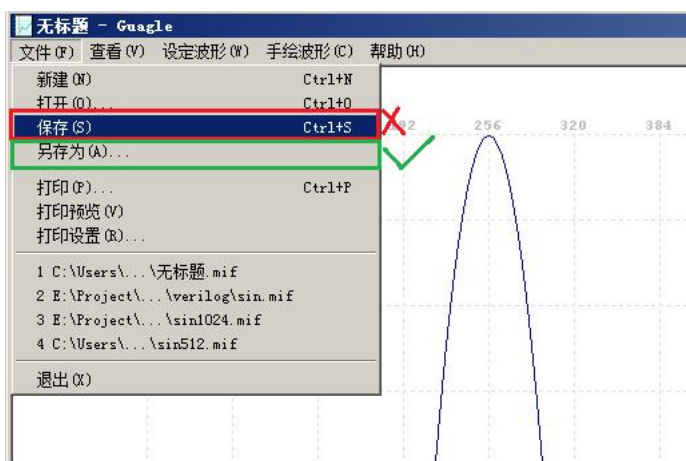 无标题 - Guagle
文件(F) 查看(V) 设定波形(W) 手绘波形(C) 帮助(H)
新建(N) Ctrl+N
打开(O)... Ctrl+O
保存(S) Ctrl+S
另存为(A)...
打印(P)... Ctrl+P
打印预览(V)
打印设置(R)...
1 C:\Users\...\无标题.mif
2 E:\Project\...\verilog\sin.mif
3 E:\Project\...\sin1024.mif
4 C:\Users\...\sin512.mif
退出(X)
256 320 384